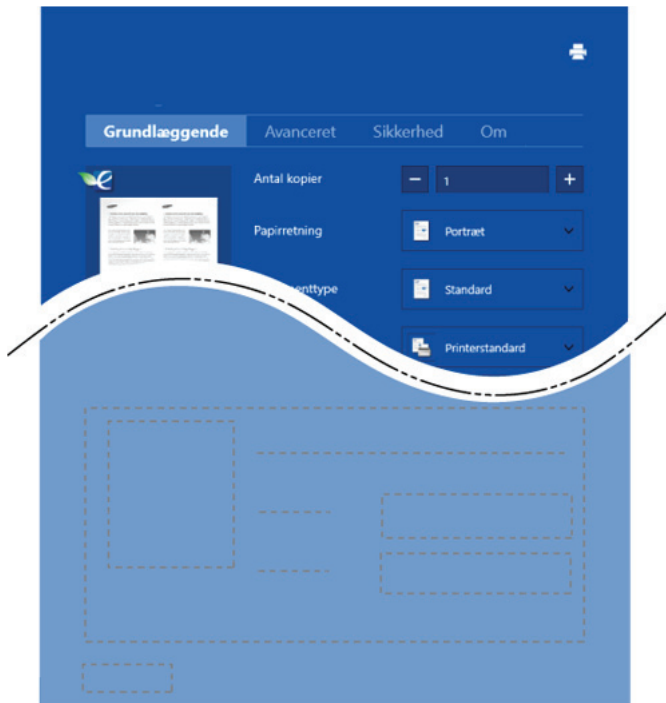 Grundlæggende Avanceret Sikkerhed Om
Antal kopier 1
Papirretning Portræt
Standard
Printerstandard